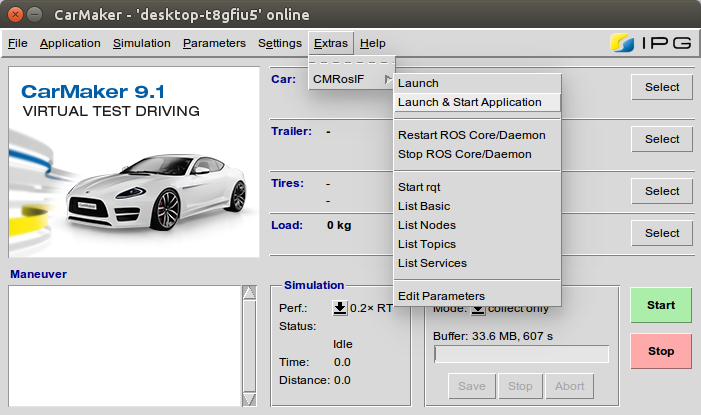 CarMaker - 'desktop-t8gfiu5' online
File Application Simulation Parameters Settings Extras Help
IPG
CarMaker 9.1
VIRTUAL TEST DRIVING
CMRosIF
Launch
Launch & Start Application
Restart ROS Core/Daemon
Stop ROS Core/Daemon
Start rqt
List Basic
List Nodes
List Topics
List Services
Edit Parameters
Car:
Select
Trailer: -
Select
Tires: -
-
Select
Load: 0 kg
Select
Maneuver
Simulation
Perf.: 0.2× RT
Status:
Idle
Time: 0.0
Distance: 0.0
Mode: collect only
Buffer: 33.6 MB, 607 s
Save Stop Abort
Start
Stop